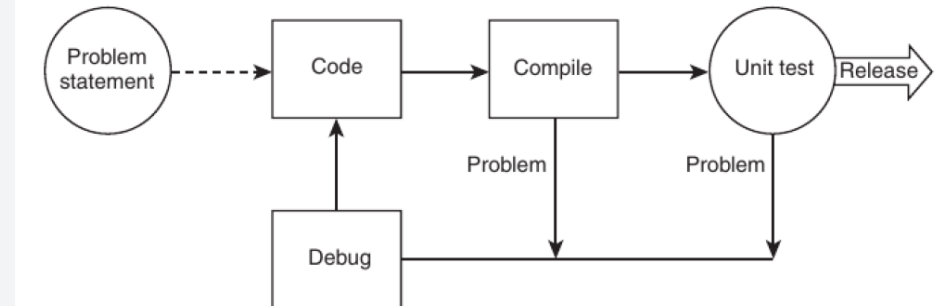 Problem
statement
Code
Compile
Unit test
Release
Problem
Problem
Debug